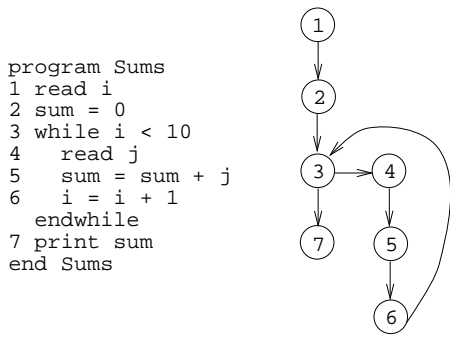 program Sums
1 read i
2 sum = 0
3 while i < 10
4   read j
5   sum = sum + j
6   i = i + 1
  endwhile
7 print sum
end Sums
1
2
3 4
7 5
6